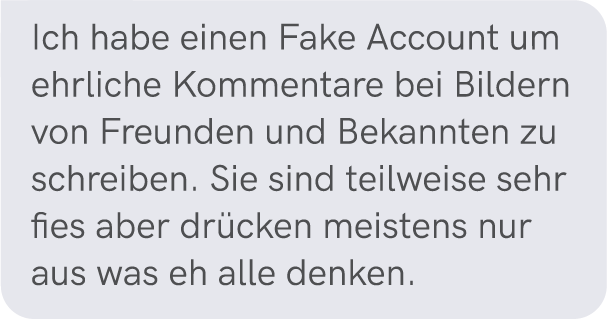 Ich habe einen Fake Account um
ehrliche Kommentare bei Bildern
von Freunden und Bekannten zu
schreiben. Sie sind teilweise sehr
fies aber drücken meistens nur
aus was eh alle denken.